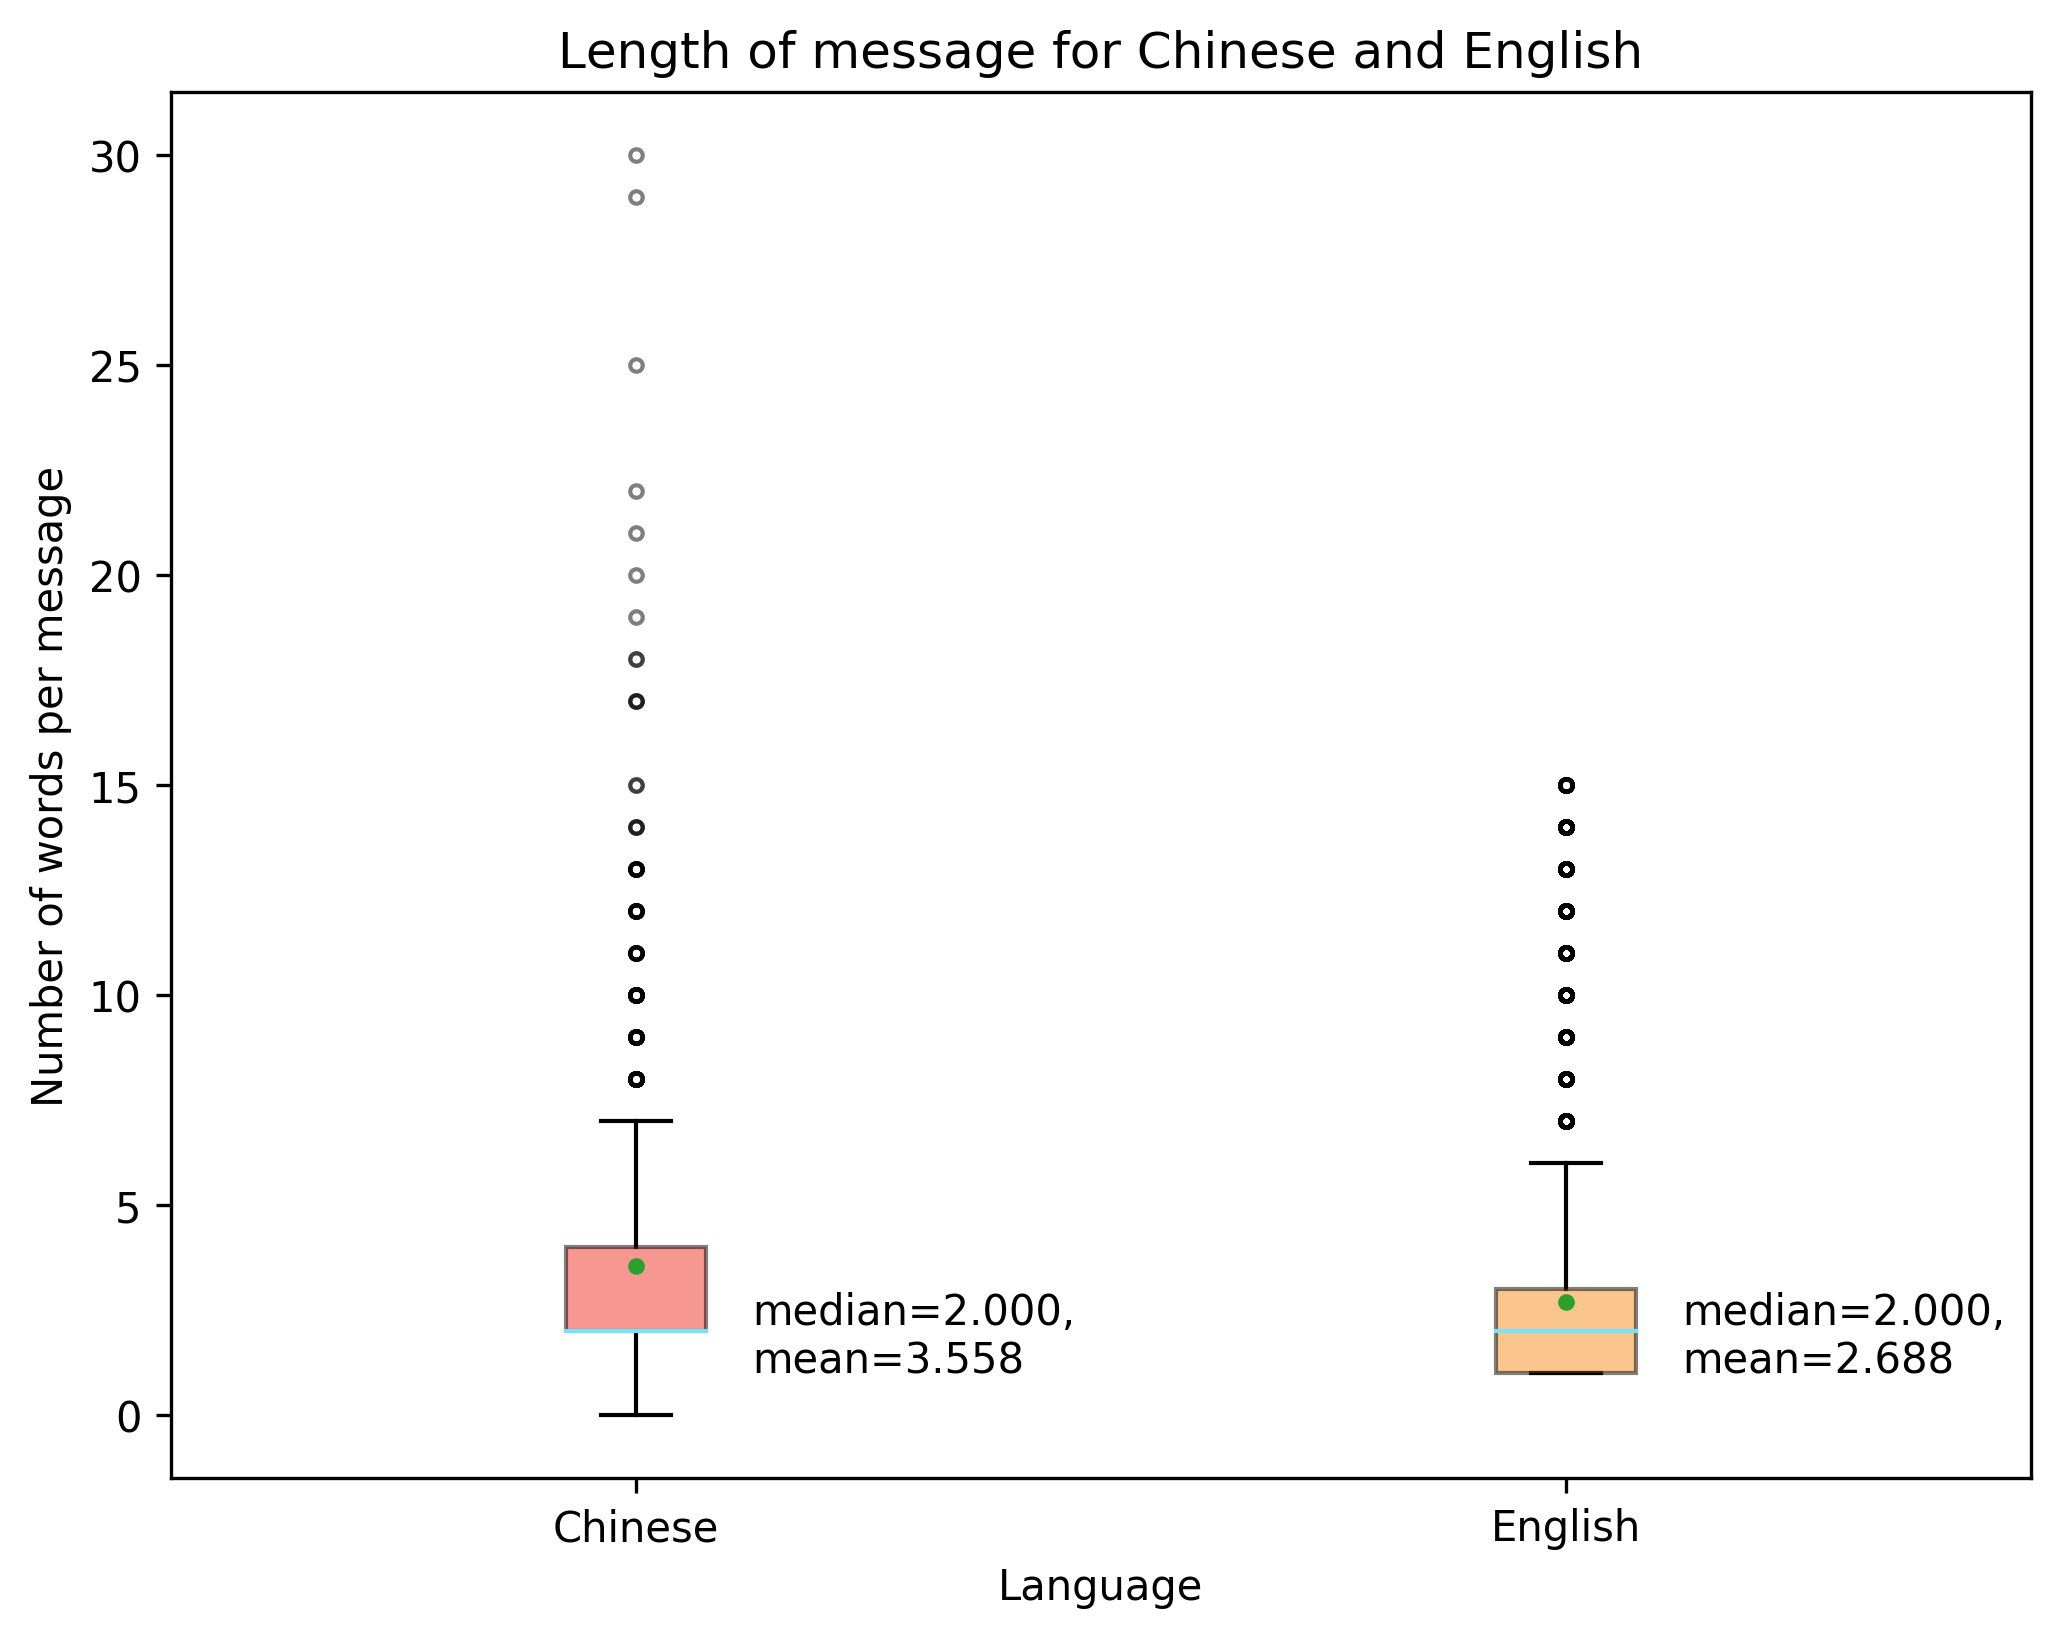 Length of message for Chinese and English
Number of words per message
30
25
20
15
10
5
0
median=2.000,
mean=3.558
median=2.000,
mean=2.688
Chinese
English
Language